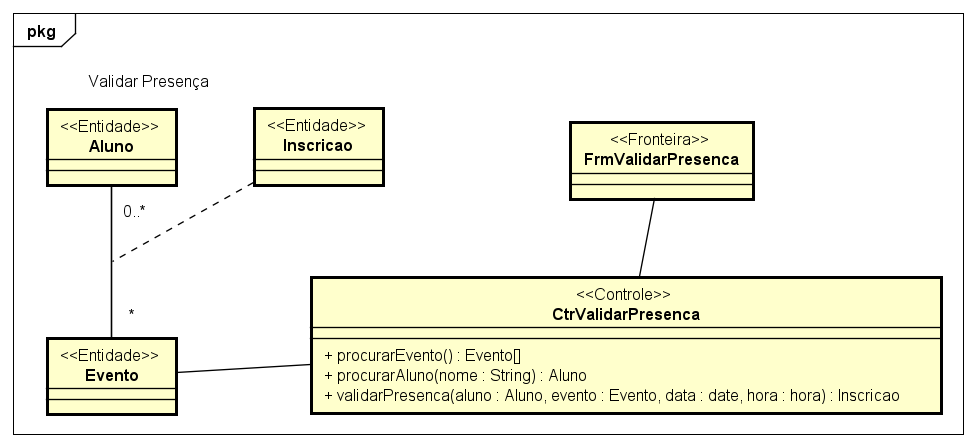 pkg
Validar Presença
<<Entidade>>
Aluno
<<Entidade>>
Inscricao
<<Fronteira>>
FrmValidarPresenca
0..*
*
<<Entidade>>
Evento
<<Controle>>
CtrValidarPresenca
+ procurarEvento() : Evento[]
+ procurarAluno(nome : String) : Aluno
+ validarPresenca(aluno : Aluno, evento : Evento, data : date, hora : hora) : Inscricao